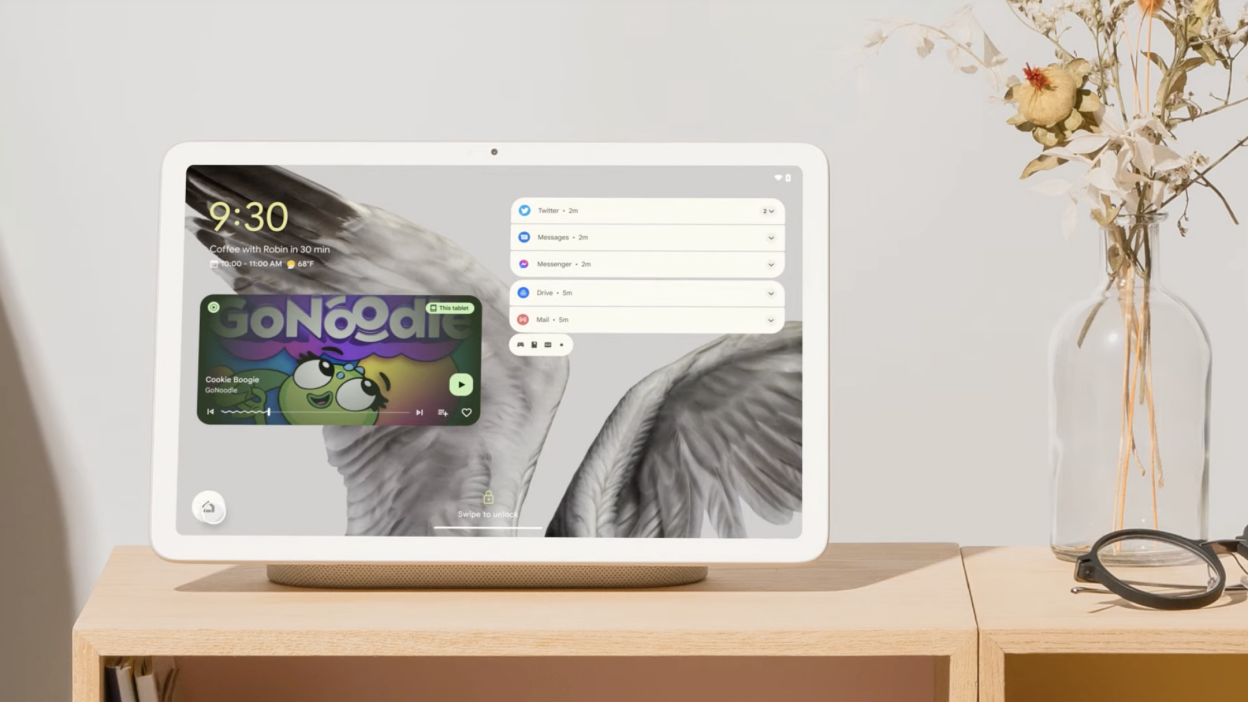 9:30
Coffee with Robin in 30 min
10:00 - 11:00 AM 68°F
GoNoodle
This tablet
Cookie Boogie
GoNoodle
Twitter • 2m
2
Messages • 2m
Messenger • 2m
Drive • 5m
Mail • 5m
Swipe to unlock